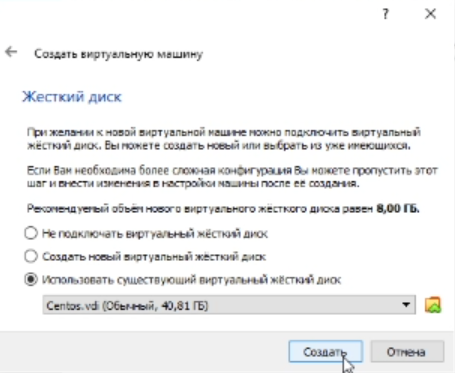 ?
Создать виртуальную машину
Жесткий диск
При желании к новой виртуальной машине можно подключить виртуальный
жёсткий диск. Вы можете создать новый или выбрать из уже имеющихся.
Если Вам необходима более сложная конфигурация Вы можете пропустить этот
шаг и внести изменения в настройки машины после её создания.
Рекомендуемый объём нового виртуального жёсткого диска равен 8,00 ГБ.
Не подключать виртуальный жёсткий диск
Создать новый виртуальный жёсткий диск
Использовать существующий виртуальный жёсткий диск
Centos.vdi (Обычный, 40,81 ГБ)
Создать Отмена